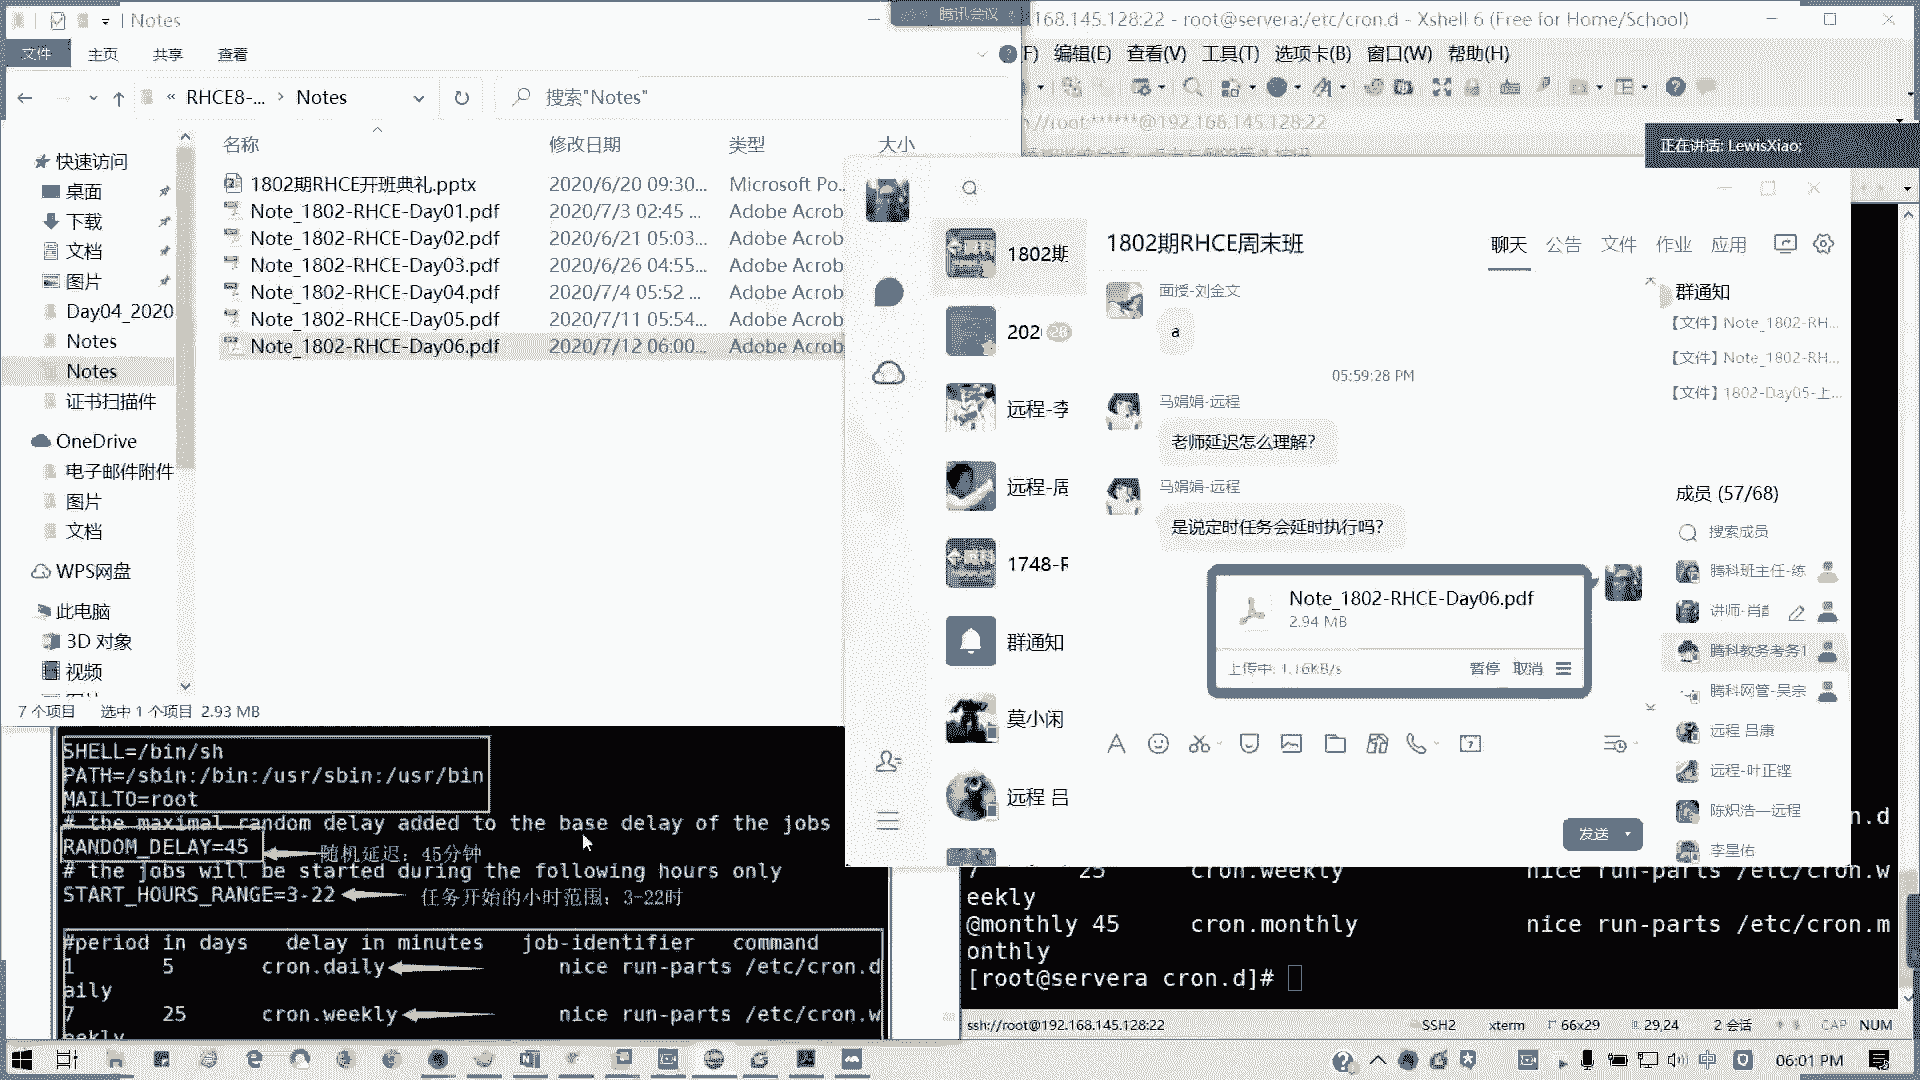 Notes
腾讯会议
168.145.128:22 - root@servera:/etc/cron.d - Xshell 6 (Free for Home/School)
文件
主页
共享
查看
(F) 编辑(E) 查看(V) 工具(T) 选项卡(B) 窗口(W) 帮助(H)
« RHCE8-... › Notes
搜索"Notes"
//root:******@192.168.145.128:22
正在讲话: LewisXiao;
名称
修改日期
类型
大小
快速访问
桌面
下载
文档
图片
Day04_2020
Notes
Notes
证书扫描件
OneDrive
电子邮件附件
图片
文档
WPS网盘
此电脑
3D 对象
视频
1802期RHCE开班典礼.pptx 2020/6/20 09:30... Microsoft Po...
Note_1802-RHCE-Day01.pdf 2020/7/3 02:45 ... Adobe Acrob
Note_1802-RHCE-Day02.pdf 2020/6/21 05:03... Adobe Acrob
Note_1802-RHCE-Day03.pdf 2020/6/26 04:55... Adobe Acrob
Note_1802-RHCE-Day04.pdf 2020/7/4 05:52 ... Adobe Acrob
Note_1802-RHCE-Day05.pdf 2020/7/11 05:54... Adobe Acrob
Note_1802-RHCE-Day06.pdf 2020/7/12 06:00... Adobe Acrob
7 个项目 选中 1 个项目 2.93 MB
1802期
202 20
远程-李
远程-周
1748-R
群通知
莫小闲
远程 吕
1802期RHCE周末班
聊天
公告
文件
作业
应用
面授-刘金文
a
05:59:28 PM
马娟娟-远程
老师延迟怎么理解?
马娟娟-远程
是说定时任务会延时执行吗?
Note_1802-RHCE-Day06.pdf
2.94 MB
上传中: 1.16KB/s
暂停
取消
发送
群通知
【文件】Note_1802-RH...
【文件】Note_1802-RH...
【文件】1802-Day05-上...
成员 (57/68)
搜索成员
腾科班主任-练
讲师-肖
腾科教务考务1
腾科网管-吴宗
远程 吕康
远程-叶正铿
陈炽浩—远程
李星佑
SHELL=/bin/sh
PATH=/sbin:/bin:/usr/sbin:/usr/bin
MAILTO=root
# the maximal random delay added to the base delay of the jobs
RANDOM_DELAY=45
随机延迟：45分钟
# the jobs will be started during the following hours only
START_HOURS_RANGE=3-22
任务开始的小时范围：3-22时
#period in days delay in minutes job-identifier command
1 5 cron.daily nice run-parts /etc/cron.d
aily
7 25 cron.weekly nice run-parts /etc/cron.w
eekly
n.d
7 25 cron.weekly nice run-parts /etc/cron.w
eekly
@monthly 45 cron.monthly nice run-parts /etc/cron.m
onthly
[root@servera cron.d]#
ssh://root@192.168.145.128:22
SSH2
xterm
66x29
29,24
2 会话
CAP NUM
中
06:01 PM